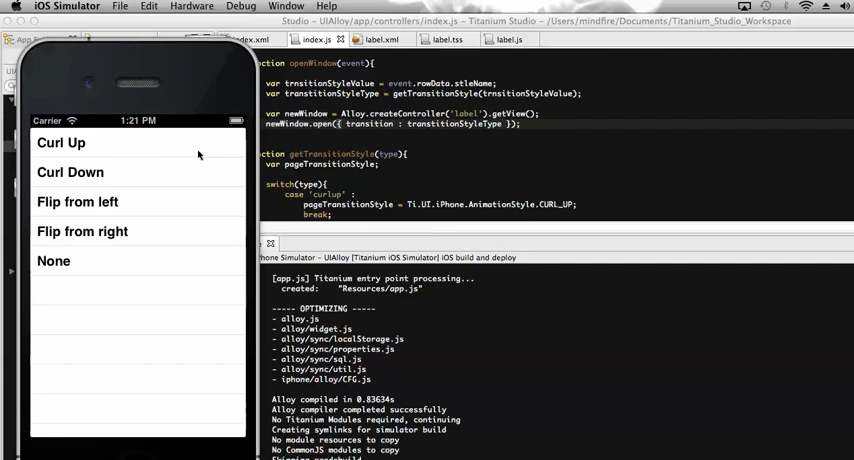 iOS Simulator File Edit Hardware Debug Window Help
Studio - UIAlloy/app/controllers/index.js - Titanium Studio - /Users/mindfire/Documents/Titanium_Studio_Workspace
index.xml index.js label.xml label.tss label.js
Carrier 1:21 PM
Curl Up
Curl Down
Flip from left
Flip from right
None
nction openWindow(event){
var trnsitionStyleValue = event.rowData.stleName;
var transtitionStyleType = getTransitionStyle(trnsitionStyleValue);
var newWindow = Alloy.createController('label').getView();
newWindow.open({ transition : transtitionStyleType });
nction getTransitionStyle(type){
var pageTransitionStyle;
switch(type){
case 'curlup' :
pageTransitionStyle = Ti.UI.iPhone.AnimationStyle.CURL_UP;
break;
Phone Simulator - UIAlloy [Titanium iOS Simulator] iOS build and deploy
[app.js] Titanium entry point processing...
created: "Resources/app.js"
----- OPTIMIZING -----
- alloy.js
- alloy/widget.js
- alloy/sync/localStorage.js
- alloy/sync/properties.js
- alloy/sync/sql.js
- alloy/sync/util.js
- iphone/alloy/CFG.js
Alloy compiled in 0.83634s
Alloy compiler completed successfully
No Titanium Modules required, continuing
Creating symlinks for simulator build
No module resources to copy
No CommonJS modules to copy